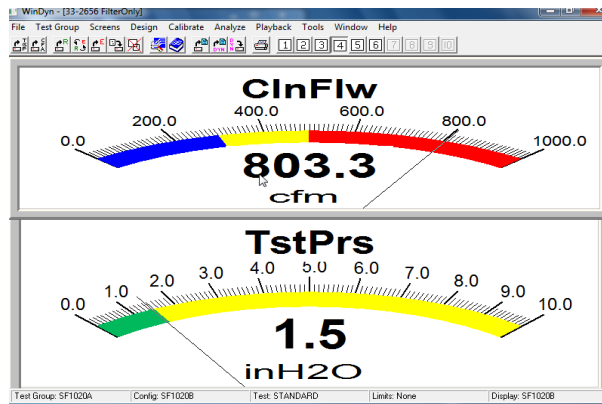 WinDyn - [33-2656 FilterOnly]
File Test Group Screens Design Calibrate Analyze Playback Tools Window Help
1 2 3 4 5 6 7 8 9 10
ClnFlw
0.0 200.0 400.0 600.0 800.0 1000.0
803.3
cfm
TstPrs
0.0 1.0 2.0 3.0 4.0 5.0 6.0 7.0 8.0 9.0 10.0
1.5
inH2O
Test Group: SF1020A Config: SF1020B Test: STANDARD Limits: None Display: SF1020B